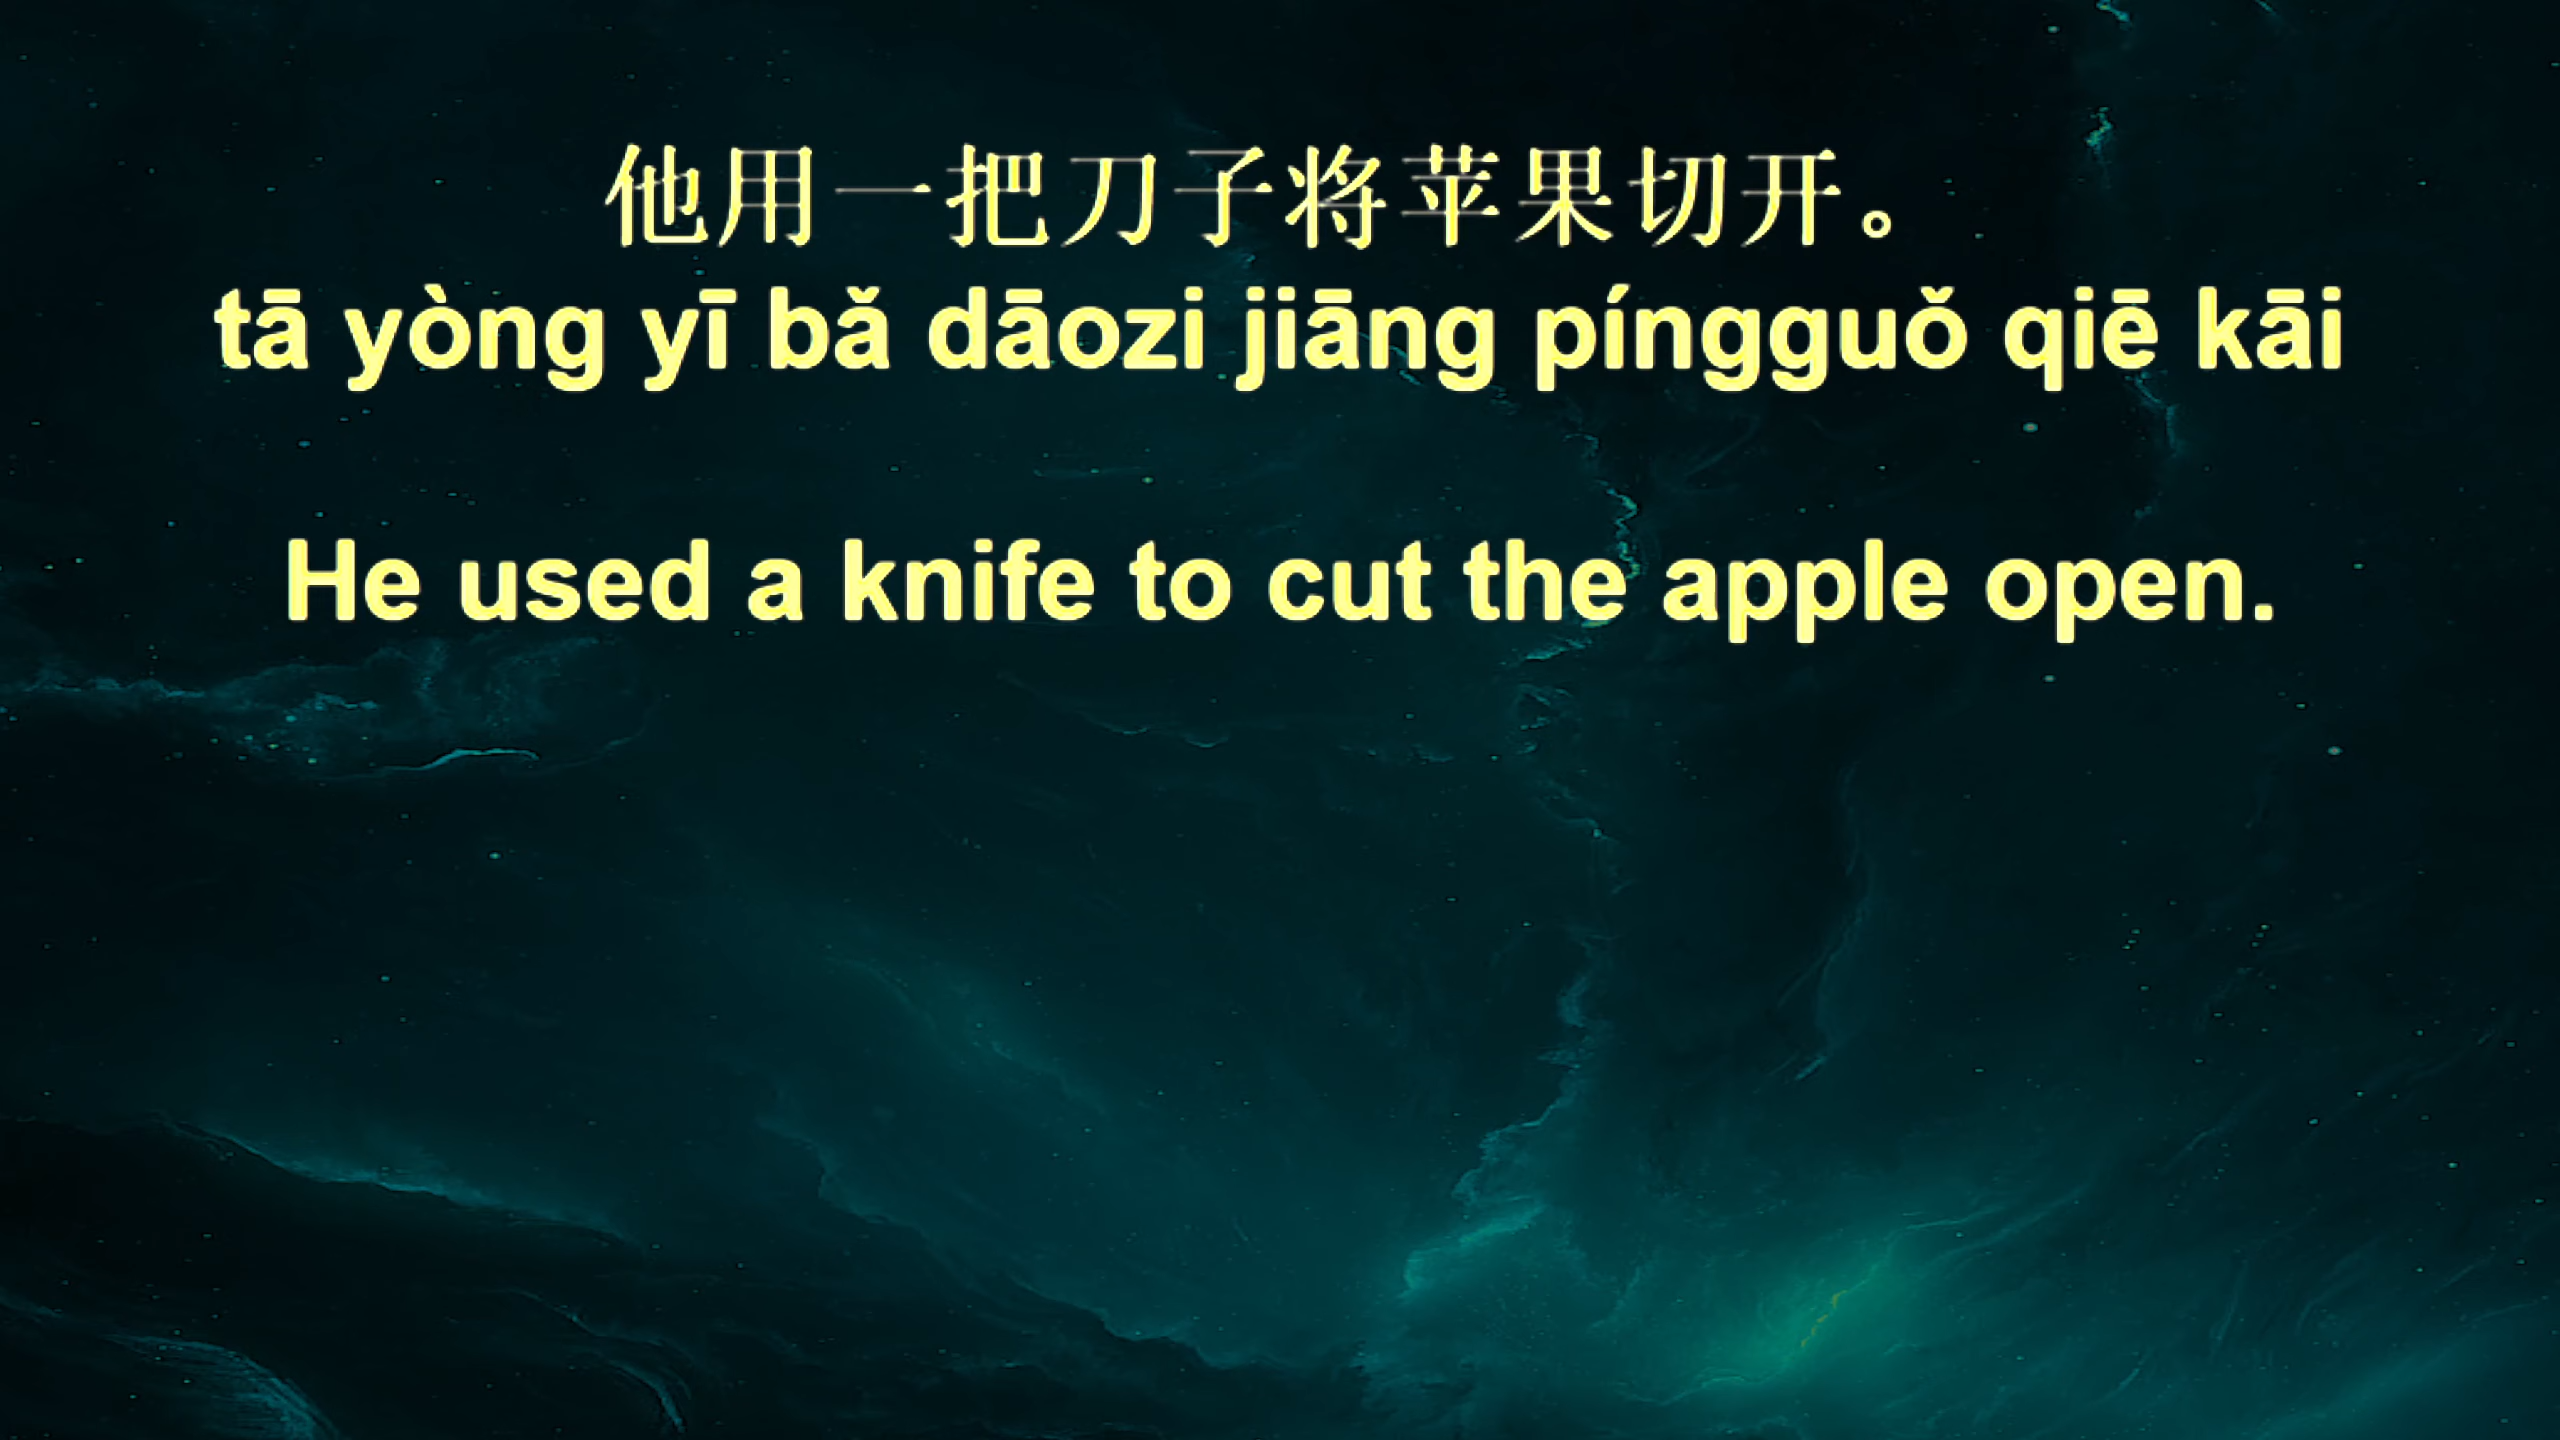 他用一把刀子将苹果切开。
tā yòng yī bǎ dāozi jiāng píngguǒ qiē kāi
He used a knife to cut the apple open.